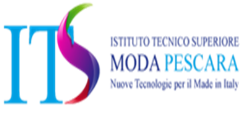 ITS
ISTITUTO TECNICO SUPERIORE
MODA PESCARA
Nuove Tecnologie per il Made in Italy